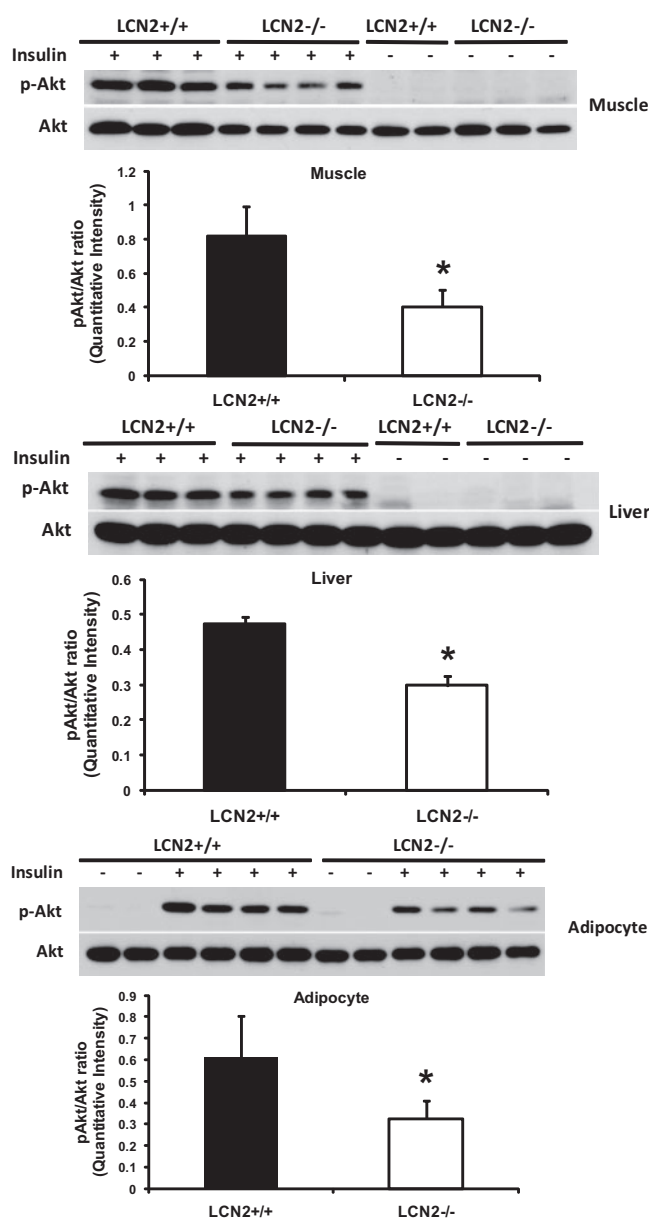 LCN2+/+ LCN2-/- LCN2+/+ LCN2-/-
Insulin + + + + + + + - - - - -
p-Akt
Muscle
Akt
Muscle
1.2
1
0.8
0.6
0.4
0.2
0
pAkt/Akt ratio
(Quantitative Intensity)
*
LCN2+/+ LCN2-/-
LCN2+/+ LCN2-/- LCN2+/+ LCN2-/-
Insulin + + + + + + + - - - - -
p-Akt
Liver
Akt
Liver
0.6
0.5
0.4
0.3
0.2
0.1
0
pAkt/Akt ratio
(Quantitative Intensity)
*
LCN2+/+ LCN2-/-
LCN2+/+ LCN2-/-
Insulin - - + + + + - - + + + +
p-Akt
Adipocyte
Akt
Adipocyte
0.9
0.8
0.7
0.6
0.5
0.4
0.3
0.2
0.1
0
pAkt/Akt ratio
(Quantitative Intensity)
*
LCN2+/+ LCN2-/-